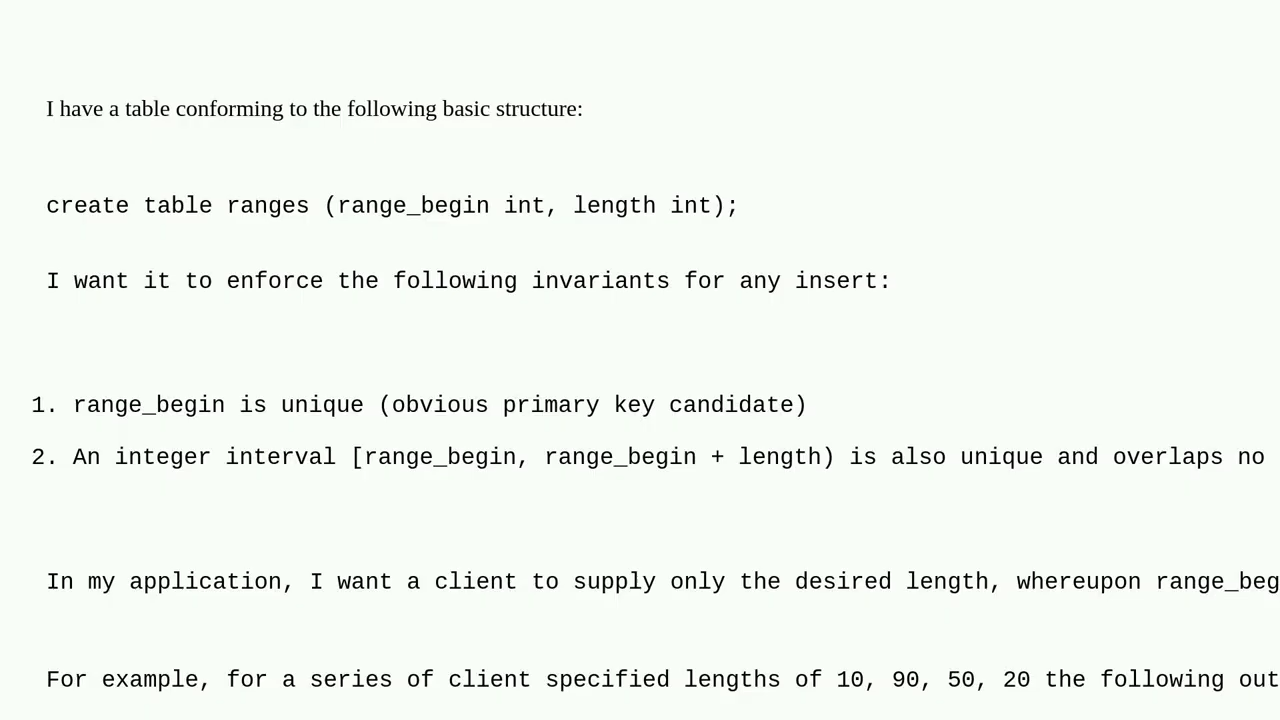 I have a table conforming to the following basic structure:
create table ranges (range_begin int, length int);
I want it to enforce the following invariants for any insert:
1. range_begin is unique (obvious primary key candidate)
2. An integer interval [range_begin, range_begin + length) is also unique and overlaps no
In my application, I want a client to supply only the desired length, whereupon range_beg
For example, for a series of client specified lengths of 10, 90, 50, 20 the following out